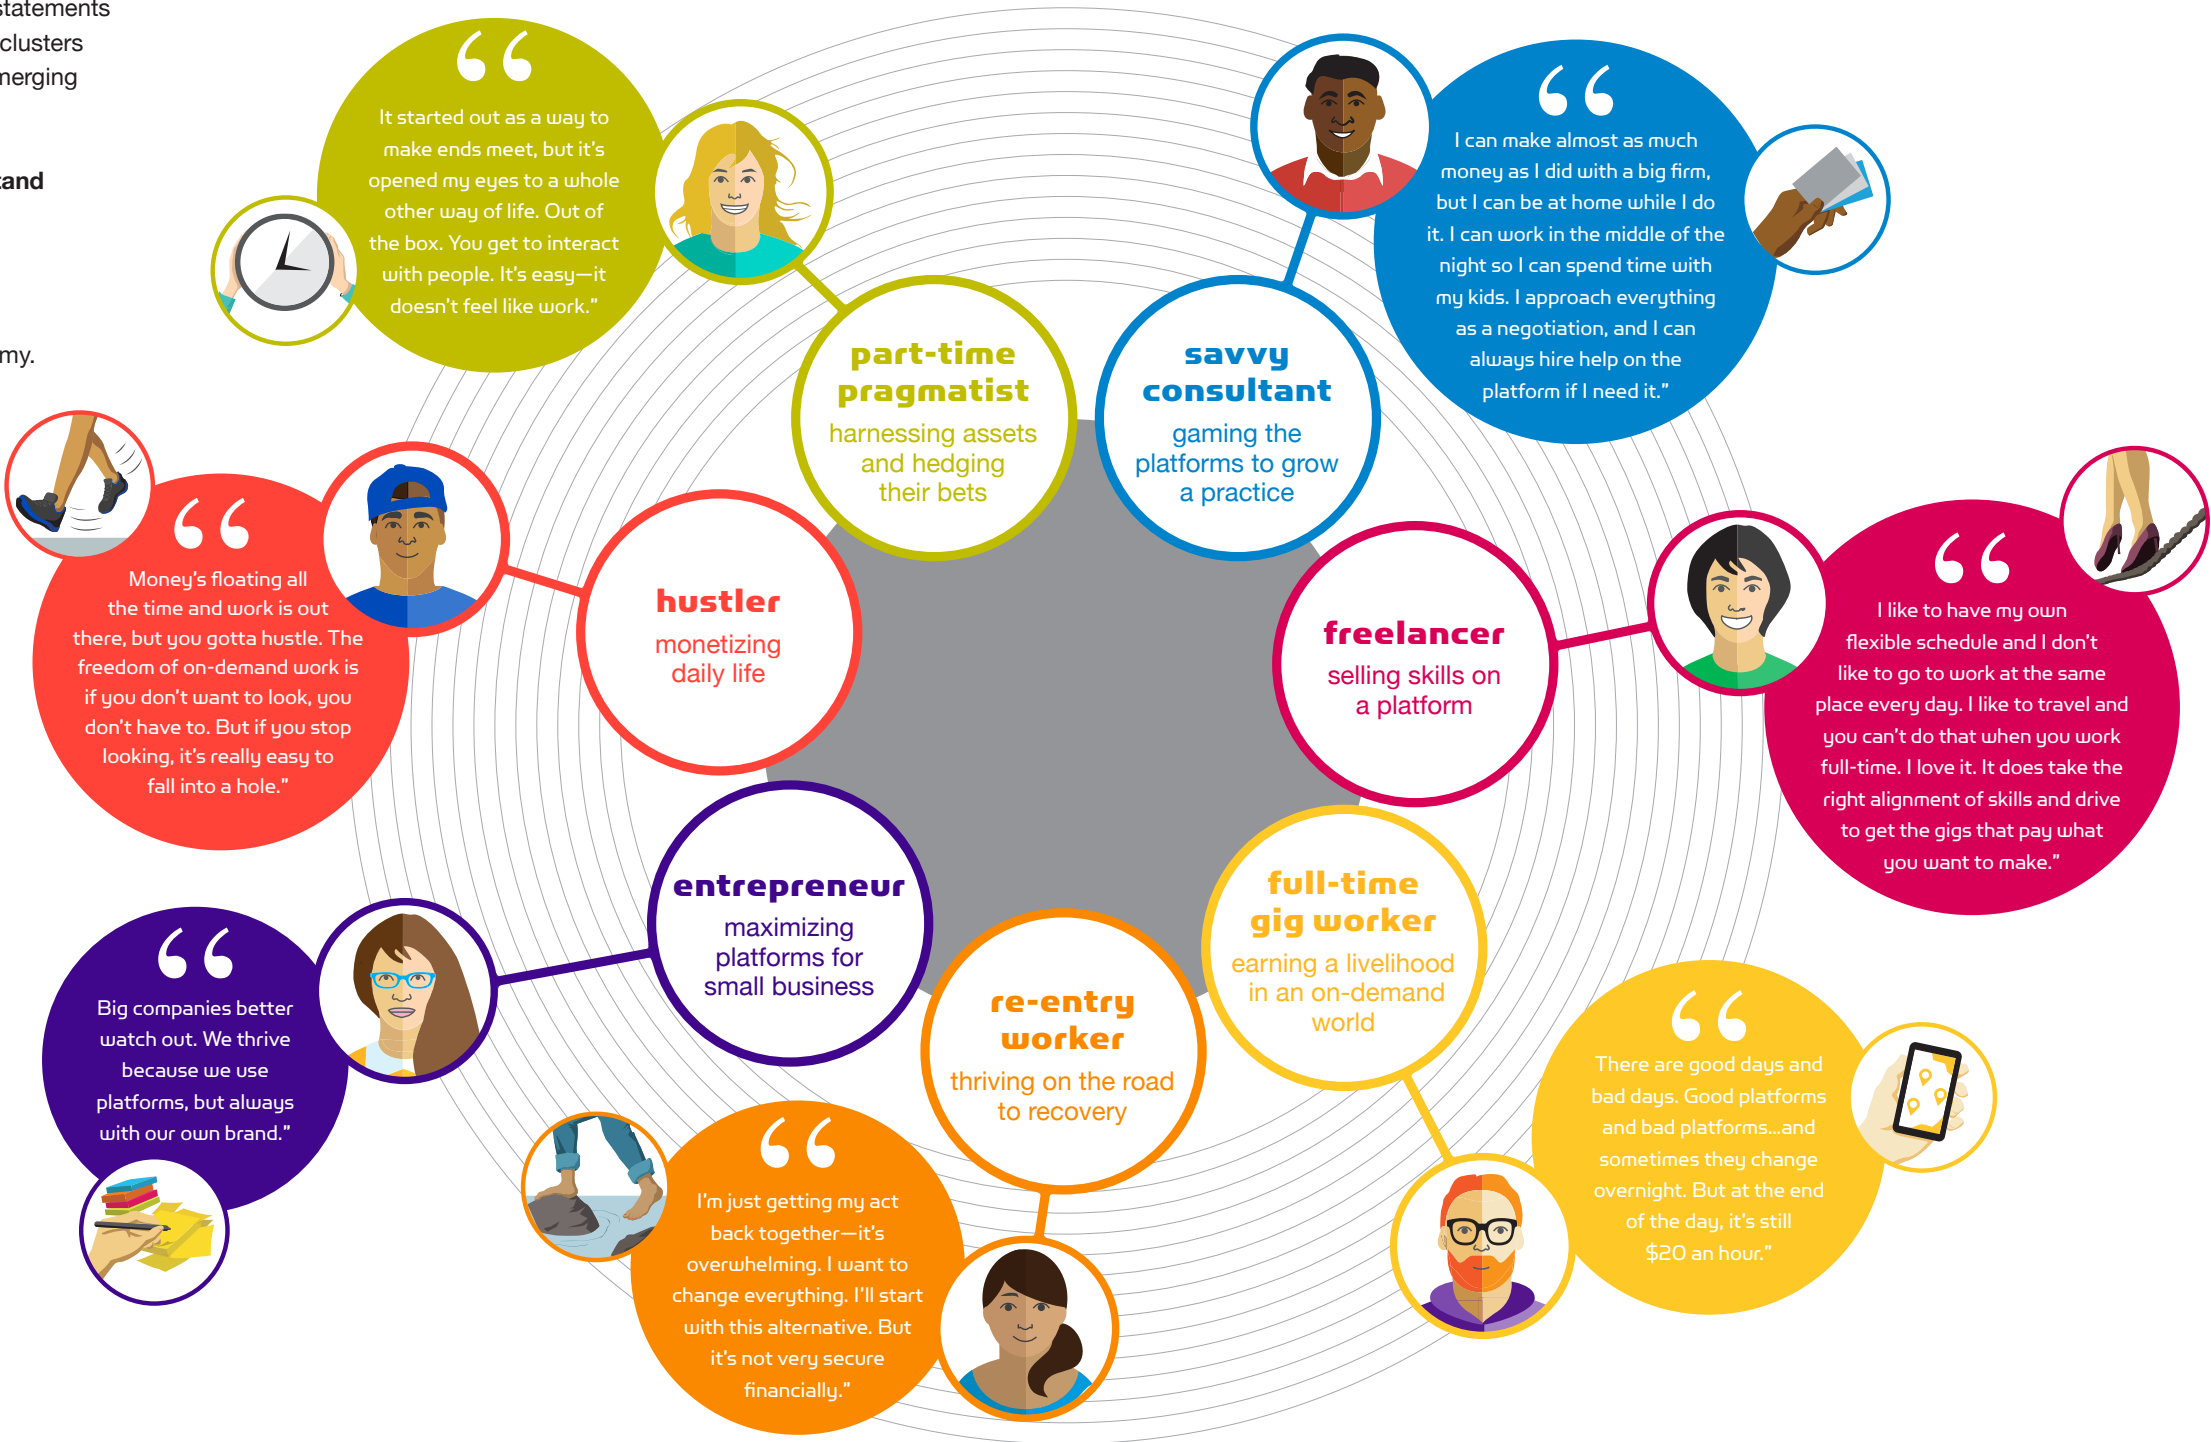 statements
clusters
merging
tand
my.
It started out as a way to
make ends meet, but it's
opened my eyes to a whole
other way of life. Out of
the box. You get to interact
with people. It's easy—it
doesn't feel like work."
I can make almost as much
money as I did with a big firm,
but I can be at home while I do
it. I can work in the middle of the
night so I can spend time with
my kids. I approach everything
as a negotiation, and I can
always hire help on the
platform if I need it."
part-time
pragmatist
harnessing assets
and hedging
their bets
savvy
consultant
gaming the
platforms to grow
a practice
Money's floating all
the time and work is out
there, but you gotta hustle. The
freedom of on-demand work is
if you don't want to look, you
don't have to. But if you stop
looking, it's really easy to
fall into a hole."
hustler
monetizing
daily life
freelancer
selling skills on
a platform
I like to have my own
flexible schedule and I don't
like to go to work at the same
place every day. I like to travel and
you can't do that when you work
full-time. I love it. It does take the
right alignment of skills and drive
to get the gigs that pay what
you want to make."
entrepreneur
maximizing
platforms for
small business
full-time
gig worker
earning a livelihood
in an on-demand
world
Big companies better
watch out. We thrive
because we use
platforms, but always
with our own brand."
re-entry
worker
thriving on the road
to recovery
There are good days and
bad days. Good platforms
and bad platforms...and
sometimes they change
overnight. But at the end
of the day, it's still
$20 an hour."
I'm just getting my act
back together—it's
overwhelming. I want to
change everything. I'll start
with this alternative. But
it's not very secure
financially."